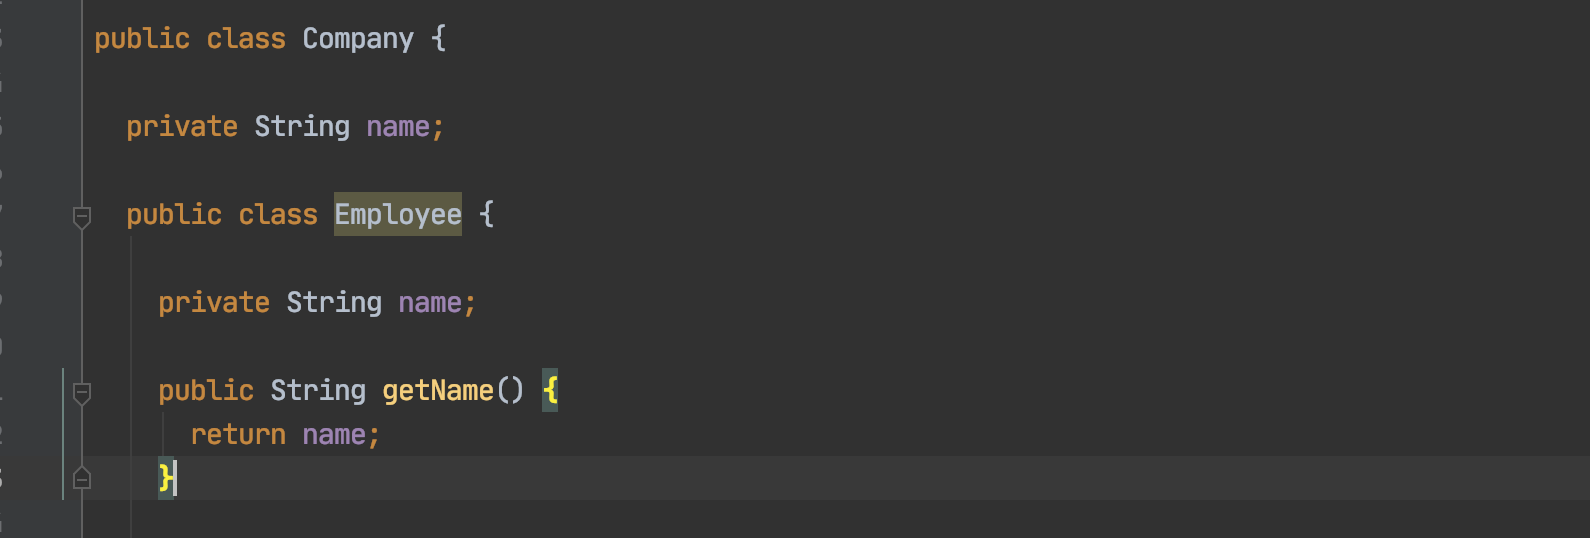 public class Company {
private String name;
public class Employee {
private String name;
public String getName() {
return name;
}